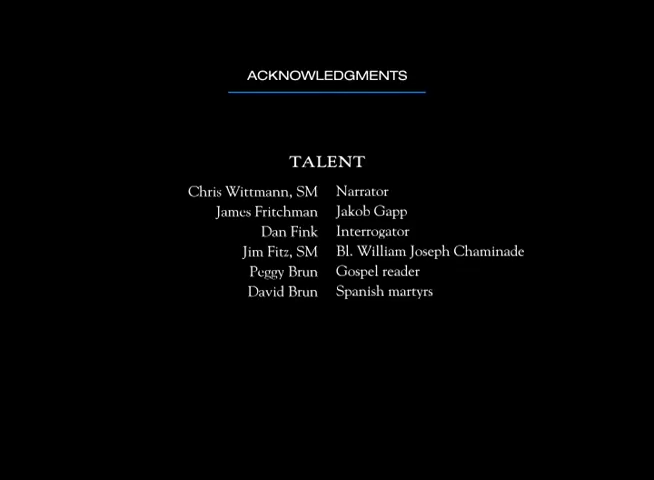 ACKNOWLEDGMENTS
TALENT
Chris Wittmann, SM Narrator
James Fritchman Jakob Gapp
Dan Fink Interrogator
Jim Fitz, SM Bl. William Joseph Chaminade
Peggy Brun Gospel reader
David Brun Spanish martyrs